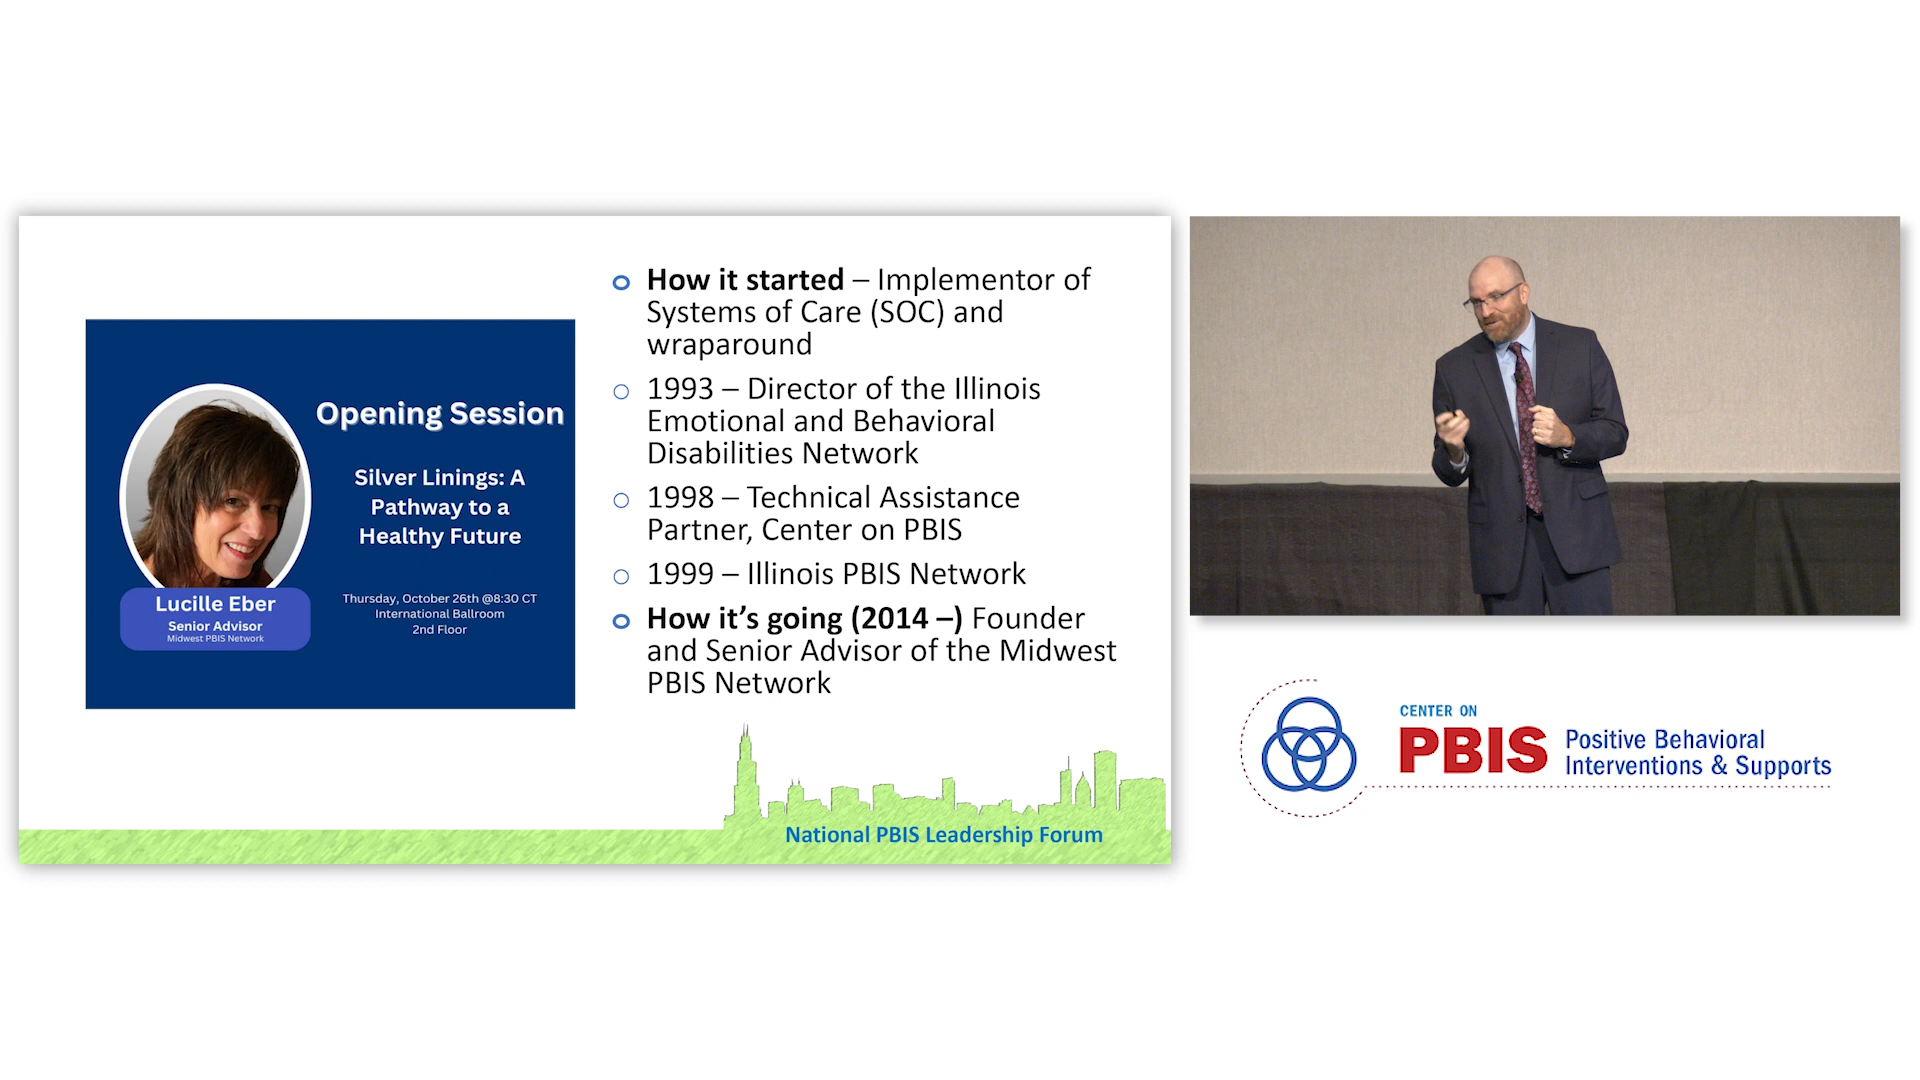 Opening Session
Silver Linings: A
Pathway to a
Healthy Future
Lucille Eber
Senior Advisor
Midwest PBIS Network
Thursday, October 26th @8:30 CT
International Ballroom
2nd Floor
o How it started – Implementor of
Systems of Care (SOC) and
wraparound
o 1993 – Director of the Illinois
Emotional and Behavioral
Disabilities Network
o 1998 – Technical Assistance
Partner, Center on PBIS
o 1999 – Illinois PBIS Network
o How it’s going (2014 –) Founder
and Senior Advisor of the Midwest
PBIS Network
National PBIS Leadership Forum
CENTER ON
PBIS
Positive Behavioral
Interventions & Supports